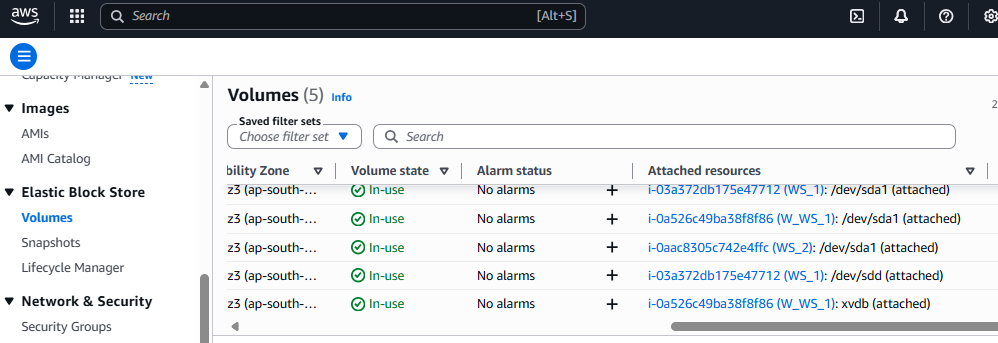 aws
Search [Alt+S]
Capacity Manager New
Images
AMIs
AMI Catalog
Elastic Block Store
Volumes
Snapshots
Lifecycle Manager
Network & Security
Security Groups
Volumes (5) Info
2
Saved filter sets
Choose filter set
Search
bility Zone Volume state Alarm status Attached resources
z3 (ap-south-... In-use No alarms + i-03a372db175e47712 (WS_1): /dev/sda1 (attached)
z3 (ap-south-... In-use No alarms + i-0a526c49ba38f8f86 (W_WS_1): /dev/sda1 (attached)
z3 (ap-south-... In-use No alarms + i-0aac8305c742e4ffc (WS_2): /dev/sda1 (attached)
z3 (ap-south-... In-use No alarms + i-03a372db175e47712 (WS_1): /dev/sdd (attached)
z3 (ap-south-... In-use No alarms + i-0a526c49ba38f8f86 (W_WS_1): xvdb (attached)